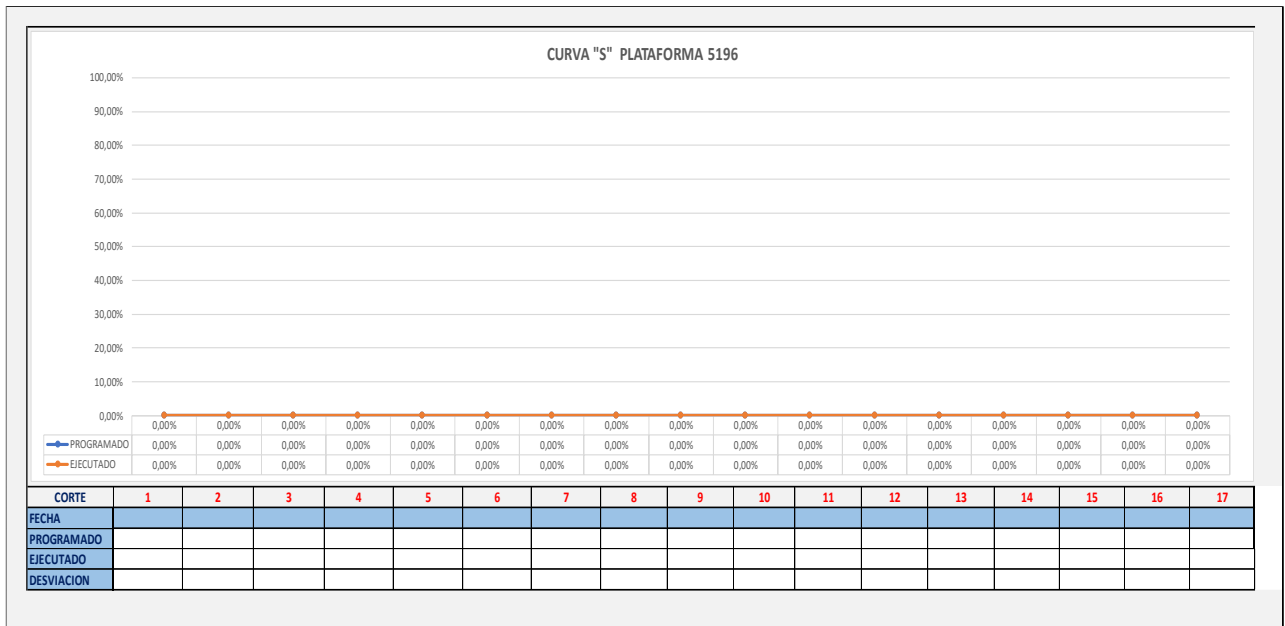 CURVA "S" PLATAFORMA 5196
100,00%
90,00%
80,00%
70,00%
60,00%
50,00%
40,00%
30,00%
20,00%
10,00%
0,00%
0,00% 0,00% 0,00% 0,00% 0,00% 0,00% 0,00% 0,00% 0,00% 0,00% 0,00% 0,00% 0,00% 0,00% 0,00% 0,00% 0,00%
PROGRAMADO 0,00% 0,00% 0,00% 0,00% 0,00% 0,00% 0,00% 0,00% 0,00% 0,00% 0,00% 0,00% 0,00% 0,00% 0,00% 0,00% 0,00%
EJECUTADO 0,00% 0,00% 0,00% 0,00% 0,00% 0,00% 0,00% 0,00% 0,00% 0,00% 0,00% 0,00% 0,00% 0,00% 0,00% 0,00% 0,00%
CORTE 1 2 3 4 5 6 7 8 9 10 11 12 13 14 15 16 17
FECHA
PROGRAMADO
EJECUTADO
DESVIACION